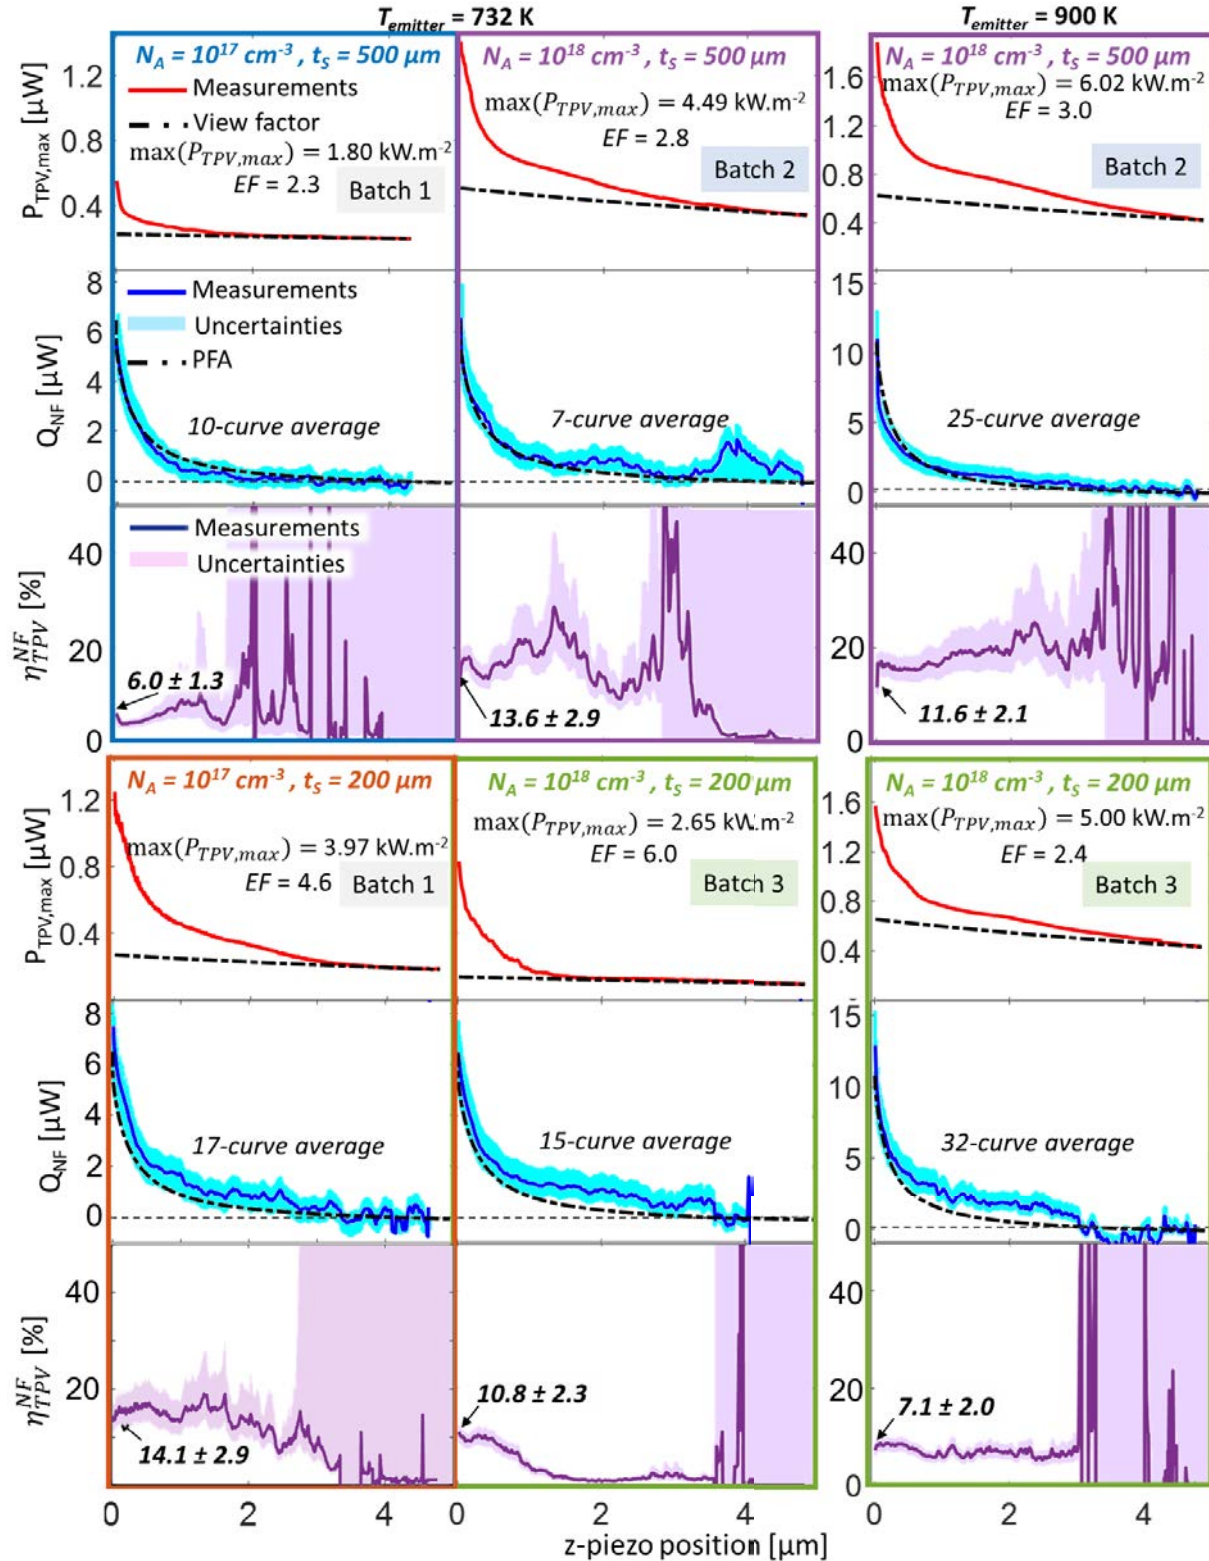 T_emitter = 732 K
T_emitter = 900 K
N_A = 10^17 cm^-3 , t_S = 500 µm
Measurements
View factor
max(P_TPV,max) = 1.80 kW.m^-2
EF = 2.3
Batch 1
N_A = 10^18 cm^-3 , t_S = 500 µm
max(P_TPV,max) = 4.49 kW.m^-2
EF = 2.8
Batch 2
N_A = 10^18 cm^-3 , t_S = 500 µm
max(P_TPV,max) = 6.02 kW.m^-2
EF = 3.0
Batch 2
P_TPV,max [µW]
1.2
0.8
0.4
1.6
1.2
0.8
0.4
Q_NF [µW]
8
6
4
2
0
Measurements
Uncertainties
PFA
10-curve average
7-curve average
15
10
5
0
25-curve average
η_TPV^NF [%]
40
20
0
Measurements
Uncertainties
6.0 ± 1.3
13.6 ± 2.9
40
20
0
11.6 ± 2.1
N_A = 10^17 cm^-3 , t_S = 200 µm
max(P_TPV,max) = 3.97 kW.m^-2
EF = 4.6
Batch 1
N_A = 10^18 cm^-3 , t_S = 200 µm
max(P_TPV,max) = 2.65 kW.m^-2
EF = 6.0
Batch 3
N_A = 10^18 cm^-3 , t_S = 200 µm
max(P_TPV,max) = 5.00 kW.m^-2
EF = 2.4
Batch 3
P_TPV,max [µW]
1.2
0.8
0.4
1.6
1.2
0.8
0.4
Q_NF [µW]
8
6
4
2
0
17-curve average
15-curve average
15
10
5
0
32-curve average
η_TPV^NF [%]
40
20
0
14.1 ± 2.9
10.8 ± 2.3
40
20
0
7.1 ± 2.0
0 2 4
0 2 4
0 2 4
z-piezo position [µm]